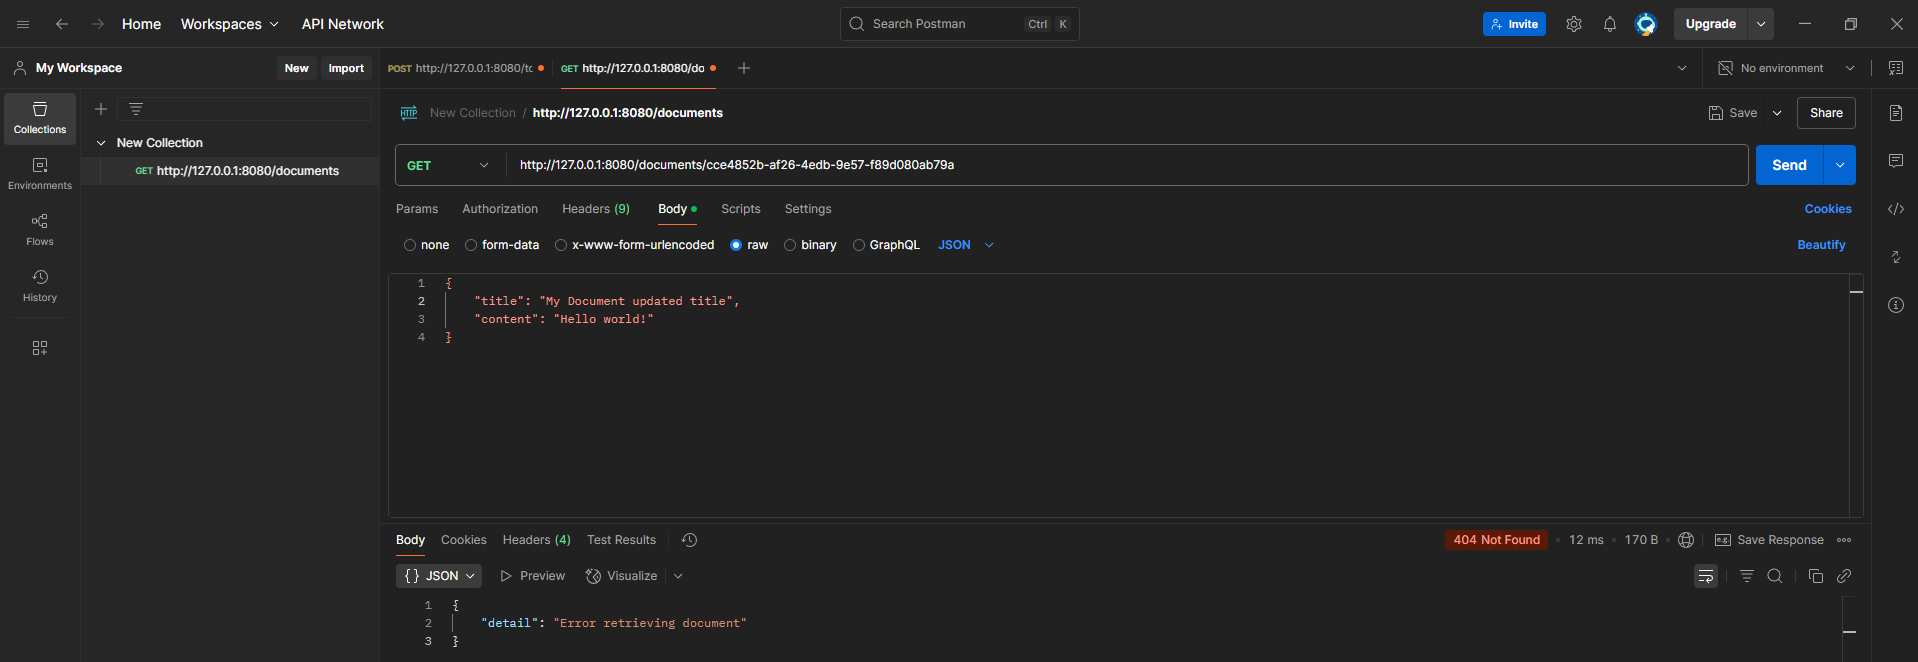 Home Workspaces API Network Search Postman Ctrl K Invite Upgrade
My Workspace New Import POST http://127.0.0.1:8080/tc GET http://127.0.0.1:8080/do No environment
Collections
Environments
Flows
History
New Collection
GET http://127.0.0.1:8080/documents
HTTP New Collection / http://127.0.0.1:8080/documents Save Share
GET http://127.0.0.1:8080/documents/cce4852b-af26-4edb-9e57-f89d080ab79a Send
Params Authorization Headers (9) Body Scripts Settings Cookies
none form-data x-www-form-urlencoded raw binary GraphQL JSON Beautify
1 {
2 "title": "My Document updated title",
3 "content": "Hello world!"
4 }
Body Cookies Headers (4) Test Results 404 Not Found • 12 ms • 170 B • e.g. Save Response
{} JSON Preview Visualize
1 {
2 "detail": "Error retrieving document"
3 }